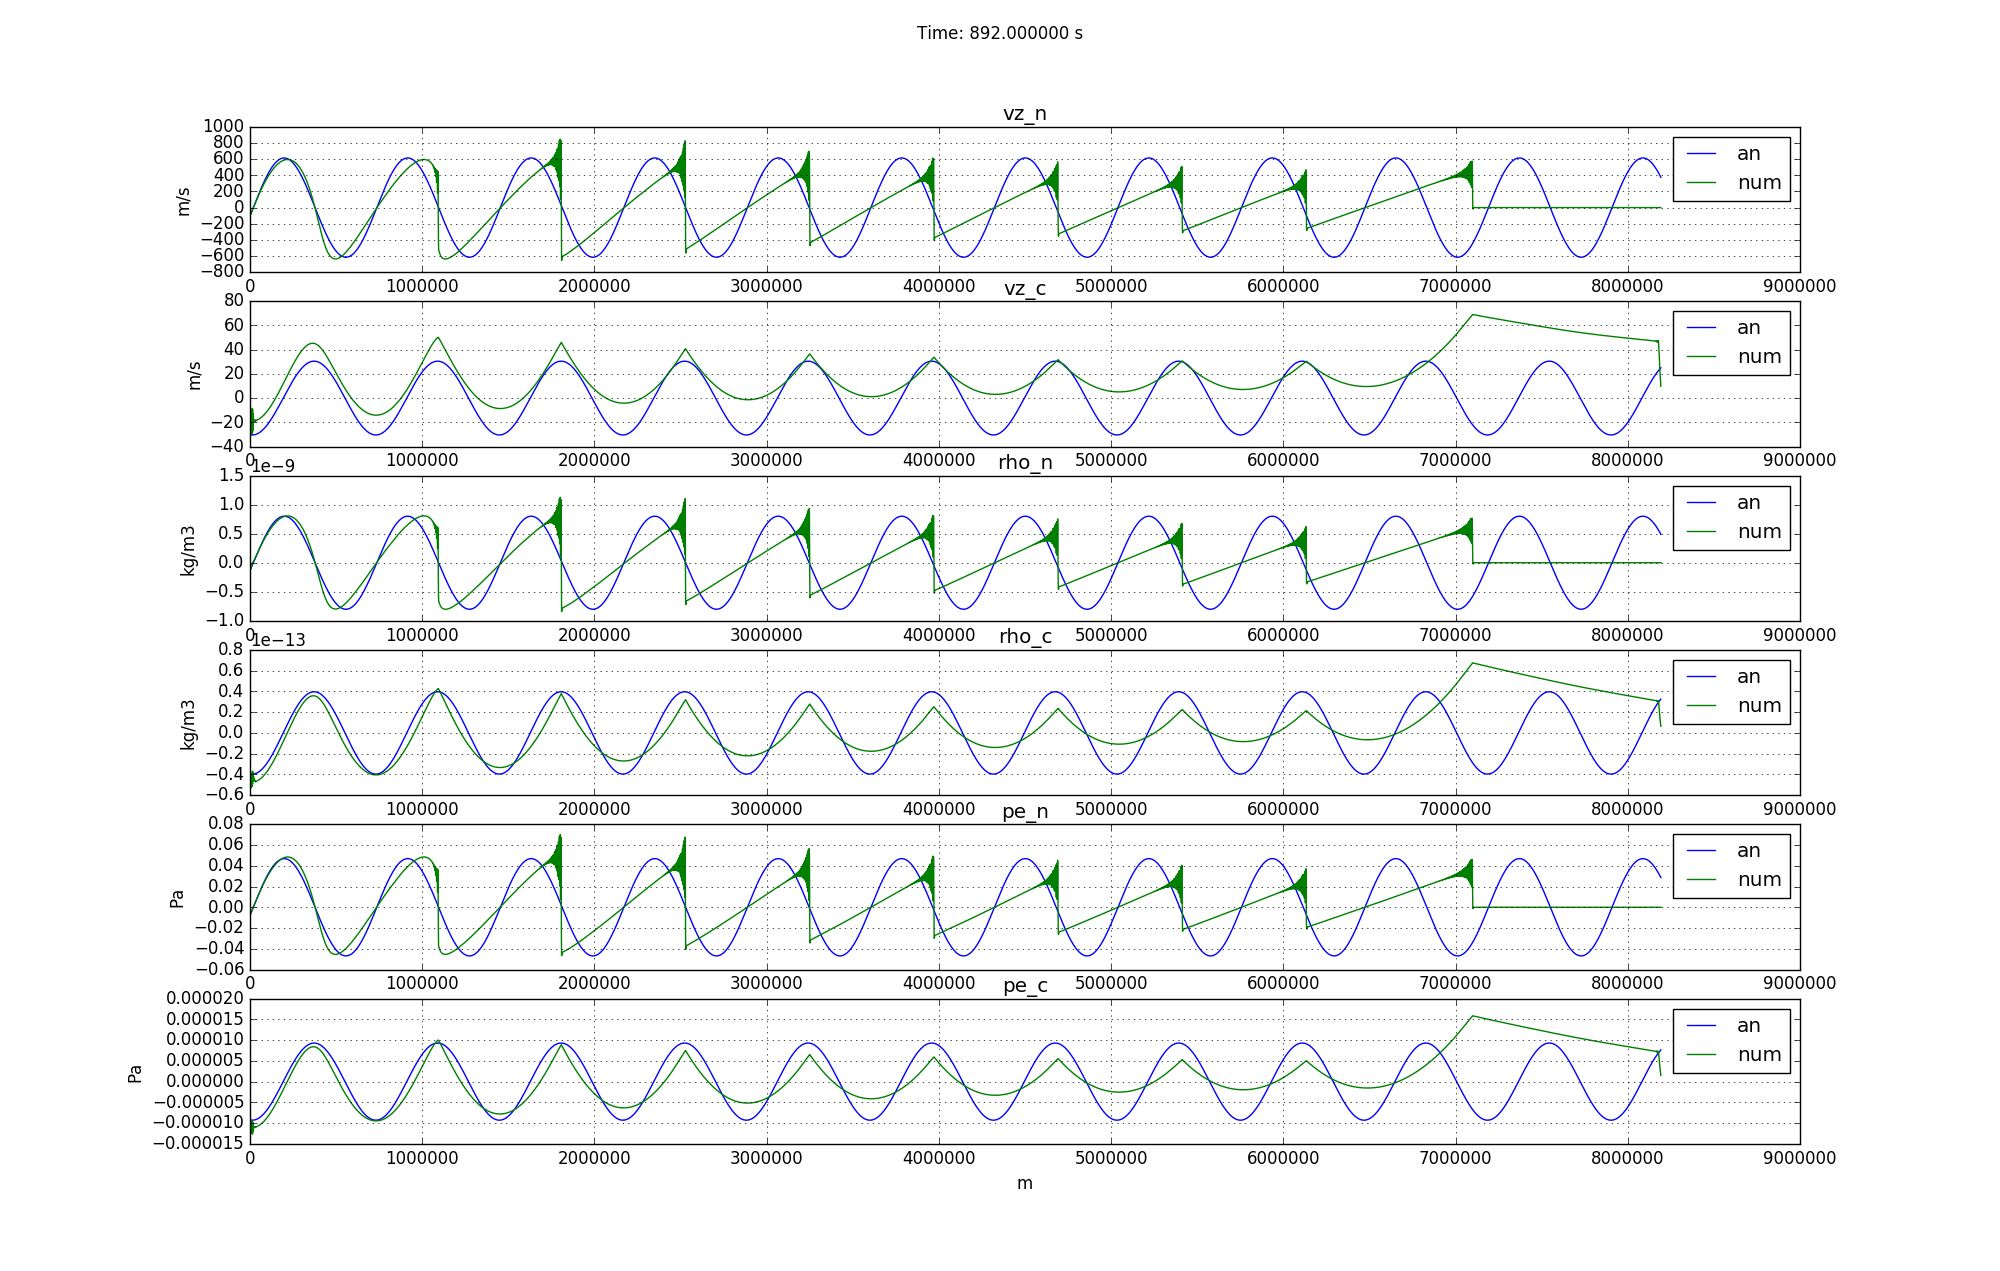 Time: 892.000000 s
vz_n
1000
800
600
400
200
0
−200
−400
−600
−800
m/s
an
num
0 1000000 2000000 3000000 4000000 5000000 6000000 7000000 8000000 9000000
vz_c
80
60
40
20
0
−20
−40
m/s
an
num
0 1000000 2000000 3000000 4000000 5000000 6000000 7000000 8000000 9000000
1e−9
rho_n
1.5
1.0
0.5
0.0
−0.5
−1.0
kg/m3
an
num
0 1000000 2000000 3000000 4000000 5000000 6000000 7000000 8000000 9000000
1e−13
rho_c
0.8
0.6
0.4
0.2
0.0
−0.2
−0.4
−0.6
kg/m3
an
num
0 1000000 2000000 3000000 4000000 5000000 6000000 7000000 8000000 9000000
pe_n
0.08
0.06
0.04
0.02
0.00
−0.02
−0.04
−0.06
Pa
an
num
0 1000000 2000000 3000000 4000000 5000000 6000000 7000000 8000000 9000000
pe_c
0.000020
0.000015
0.000010
0.000005
0.000000
−0.000005
−0.000010
−0.000015
Pa
an
num
0 1000000 2000000 3000000 4000000 5000000 6000000 7000000 8000000 9000000
m